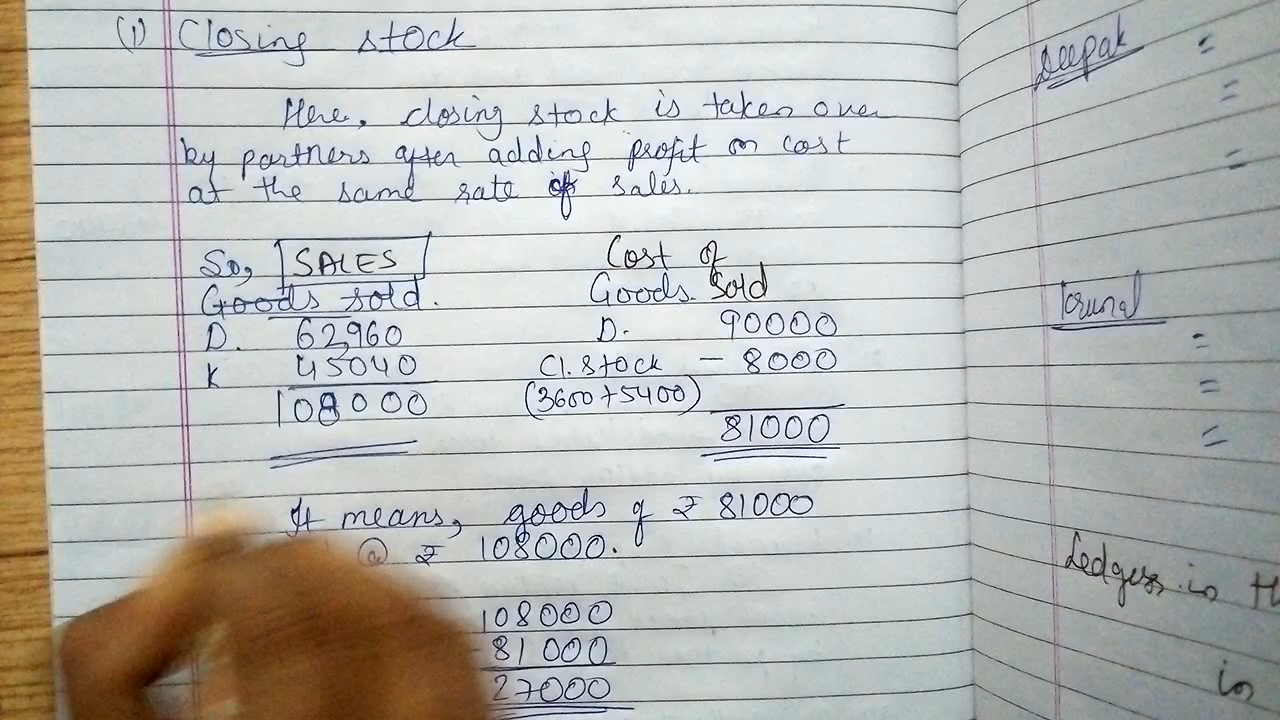 (1) Closing stock
Here, closing stock is taken over
by partners after adding profit on cost
at the same rate of sales.
So, SALES
Goods sold.
D. 62960
K 45040
108000
Cost of
Goods. Sold
D. 90000
Cl. stock - 8000
(3600+5400)
81000
It means, goods of ₹ 81000
@ ₹ 108000.
108000
81000
27000
Deepak =
=
=
Krunal
=
=
=
Ledgers in th
in